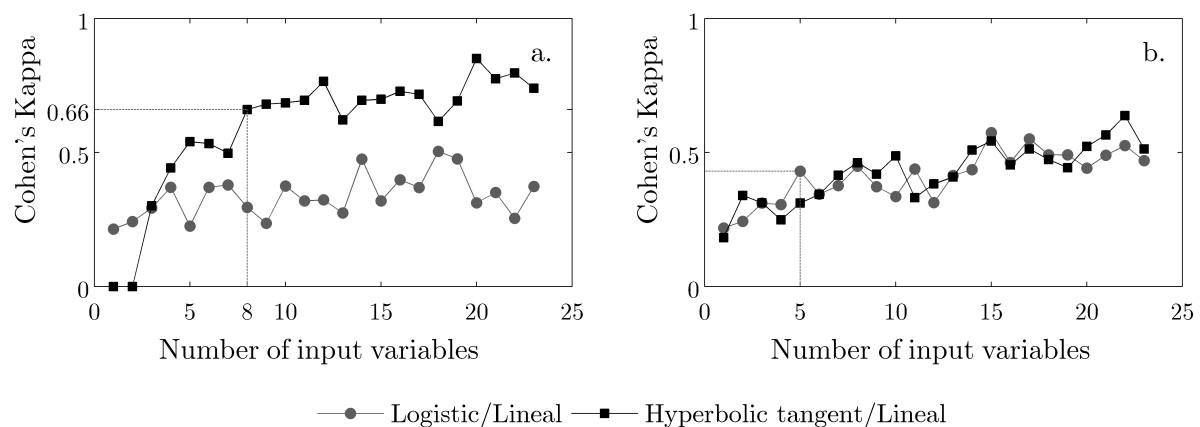 1
0.66
0.5
0
Cohen's Kappa
a.
0 5 8 10 15 20 25
Number of input variables
1
0.5
0
Cohen's Kappa
b.
0 5 10 15 20 25
Number of input variables
Logistic/Lineal Hyperbolic tangent/Lineal